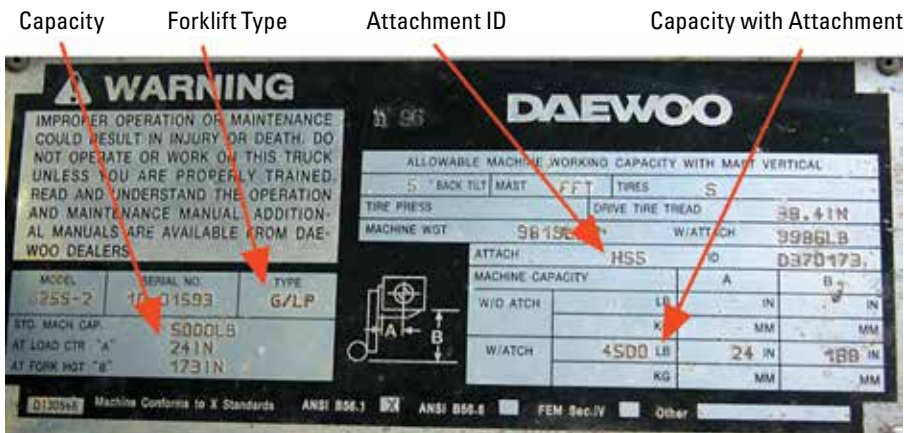 Capacity Forklift Type Attachment ID Capacity with Attachment
WARNING
IMPROPER OPERATION OR MAINTENANCE
COULD RESULT IN INJURY OR DEATH. DO
NOT OPERATE OR WORK ON THIS TRUCK
UNLESS YOU ARE PROPERLY TRAINED.
READ AND UNDERSTAND THE OPERATION
AND MAINTENANCE MANUAL. ADDITION-
AL MANUALS ARE AVAILABLE FROM DAE-
WOO DEALERS
MODEL SERIAL NO. TYPE
G25S-2 G/LP
STD. MACH CAP. 5000LB
AT LOAD CTR "A" 24IN
AT FORK HGT "B" 173IN
DAEWOO
ALLOWABLE MACHINE WORKING CAPACITY WITH MAST VERTICAL
5 ° BACK TILT MAST FFT TIRES S
TIRE PRESS DRIVE TIRE TREAD 38.4IN
MACHINE WGT W/ATTACH 9986LB
ATTACH HSS ID D370173
MACHINE CAPACITY A B
W/O ATCH LB IN IN
KG MM MM
W/ATCH 4500 LB 24 IN 188 IN
KG MM MM
A
B
D130568 Machine Conforms to X Standards ANSI B56.1 X ANSI B56.6 FEM Sec.IV Other